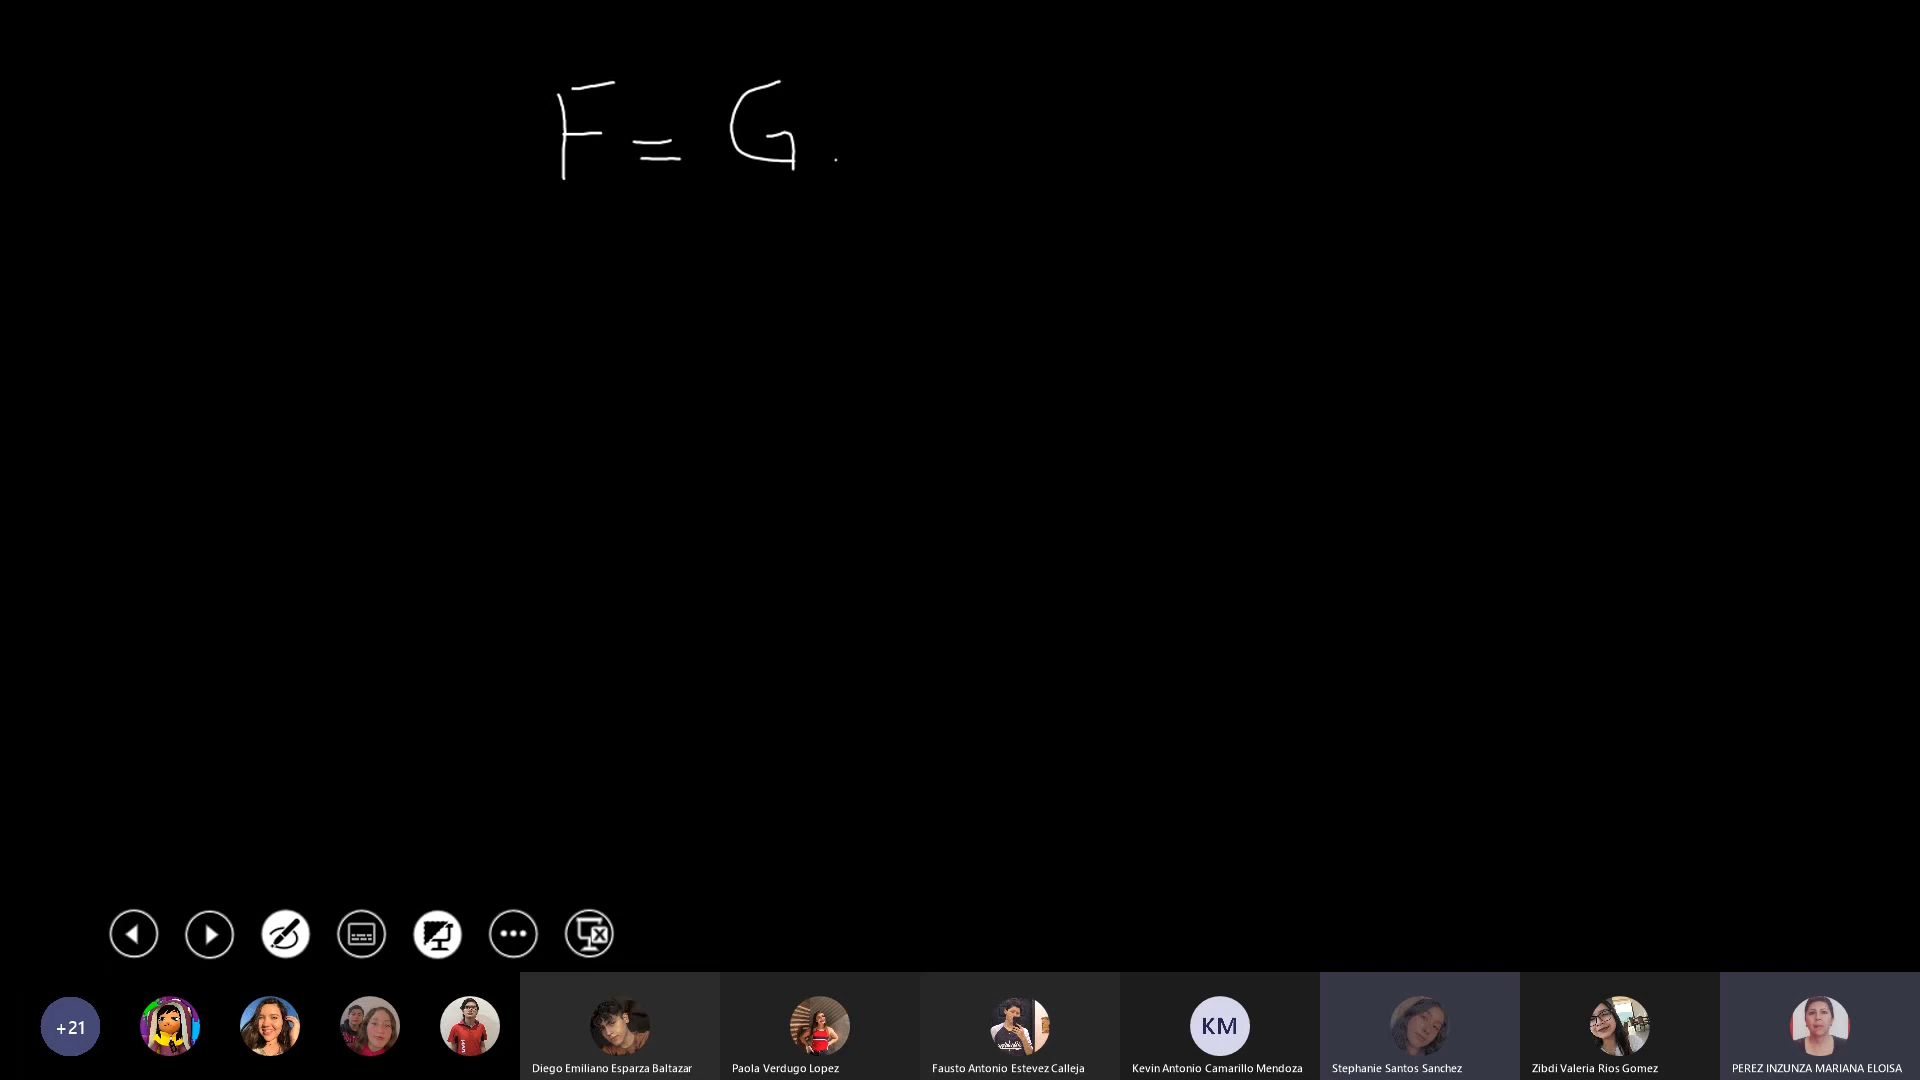 F = G .
+21
KM
Diego Emiliano Esparza Baltazar
Paola Verdugo Lopez
Fausto Antonio Estevez Calleja
Kevin Antonio Camarillo Mendoza
Stephanie Santos Sanchez
Zibdi Valeria Rios Gomez
PEREZ INZUNZA MARIANA ELOISA